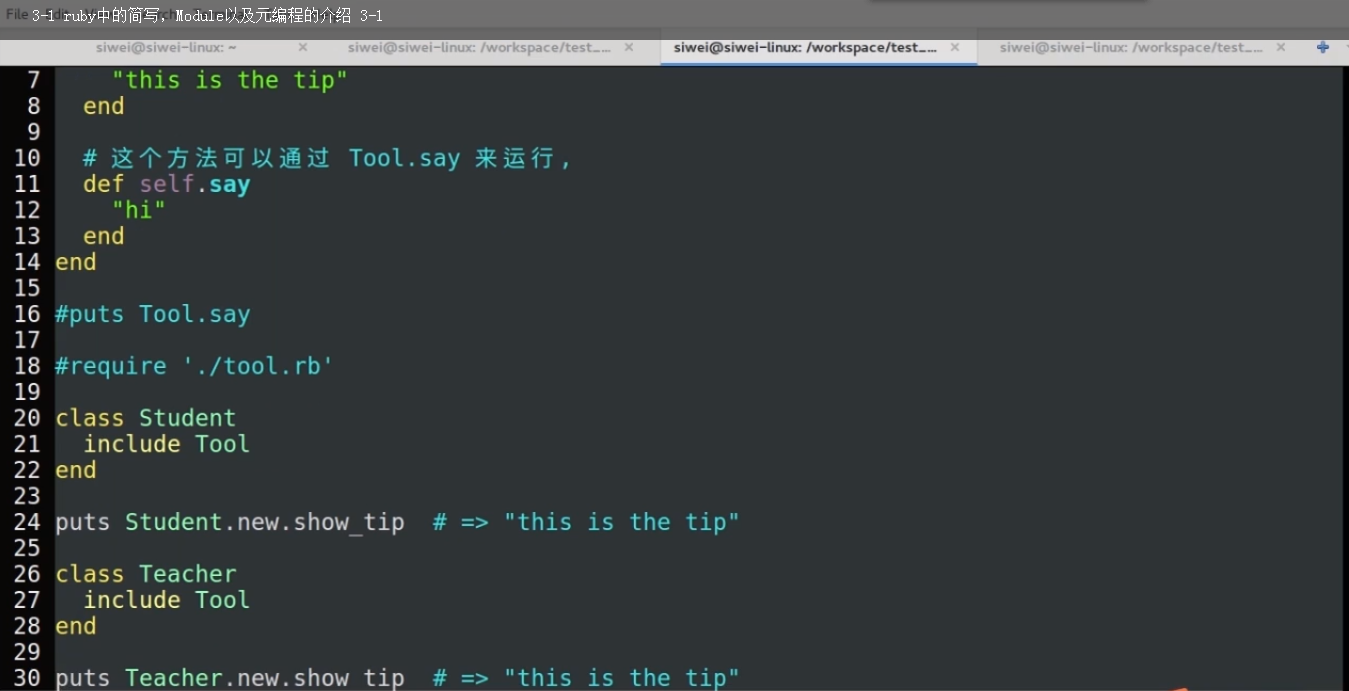 3-1 ruby中的简写，Module以及元编程的介绍 3-1
siwei@siwei-linux: ~ × siwei@siwei-linux: /workspace/test_... × siwei@siwei-linux: /workspace/test_... × siwei@siwei-linux: /workspace/test_... ×
7 "this is the tip"
8 end
9
10 # 这个方法可以通过 Tool.say 来运行，
11 def self.say
12 "hi"
13 end
14 end
15
16 #puts Tool.say
17
18 #require './tool.rb'
19
20 class Student
21 include Tool
22 end
23
24 puts Student.new.show_tip # => "this is the tip"
25
26 class Teacher
27 include Tool
28 end
29
30 puts Teacher.new.show_tip # => "this is the tip"